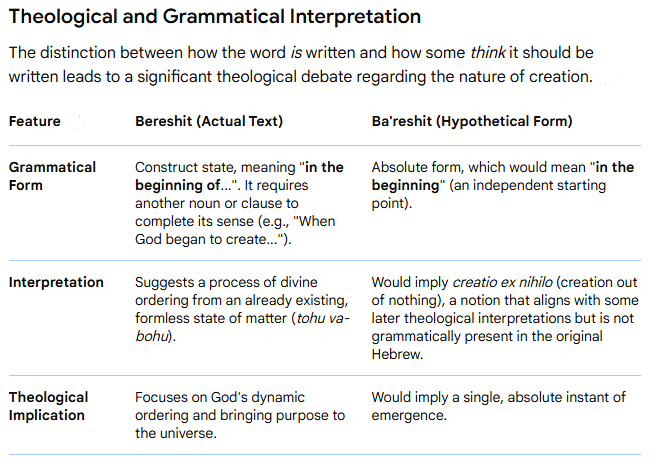 Theological and Grammatical Interpretation
The distinction between how the word is written and how some think it should be
written leads to a significant theological debate regarding the nature of creation.
Feature
Bereshit (Actual Text)
Ba'reshit (Hypothetical Form)
Grammatical
Form
Construct state, meaning "in the
beginning of...". It requires
another noun or clause to
complete its sense (e.g., "When
God began to create...").
Absolute form, which would mean "in the
beginning" (an independent starting
point).
Interpretation
Suggests a process of divine
ordering from an already existing,
formless state of matter (tohu va-
bohu).
Would imply creatio ex nihilo (creation out
of nothing), a notion that aligns with some
later theological interpretations but is not
grammatically present in the original
Hebrew.
Theological
Implication
Focuses on God's dynamic
ordering and bringing purpose to
the universe.
Would imply a single, absolute instant of
emergence.